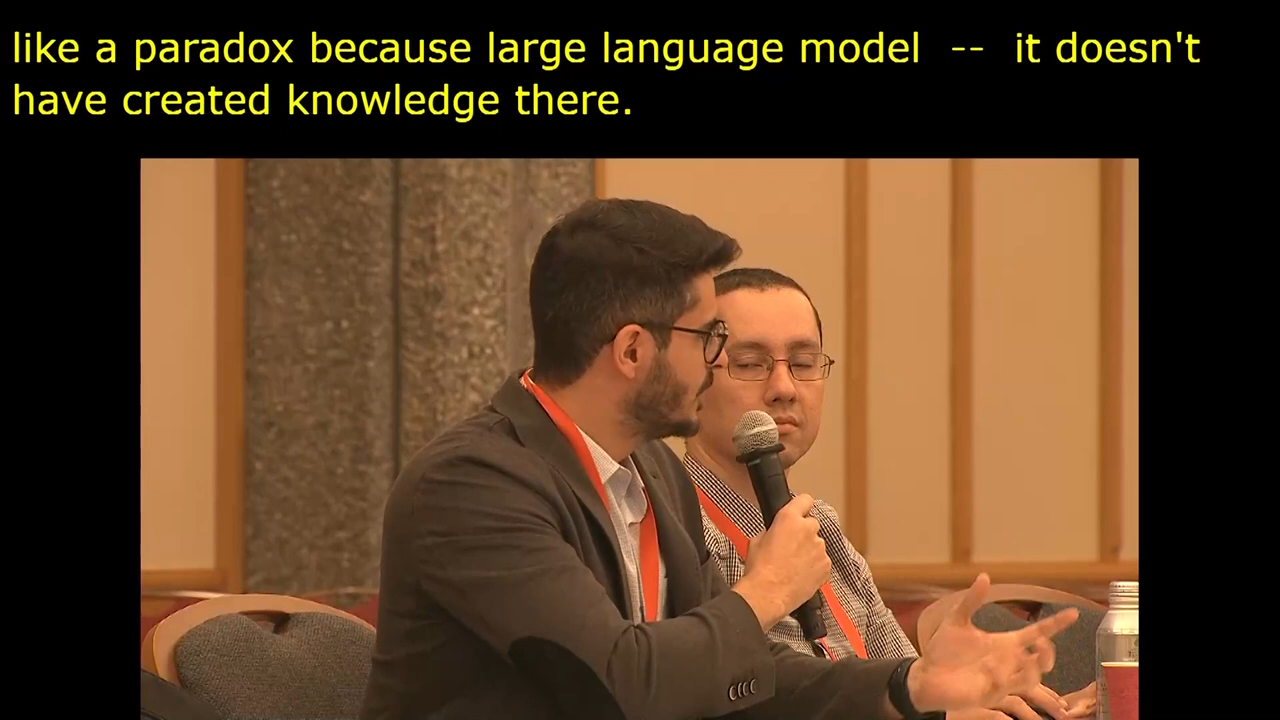 like a paradox because large language model  --  it doesn't
have created knowledge there.